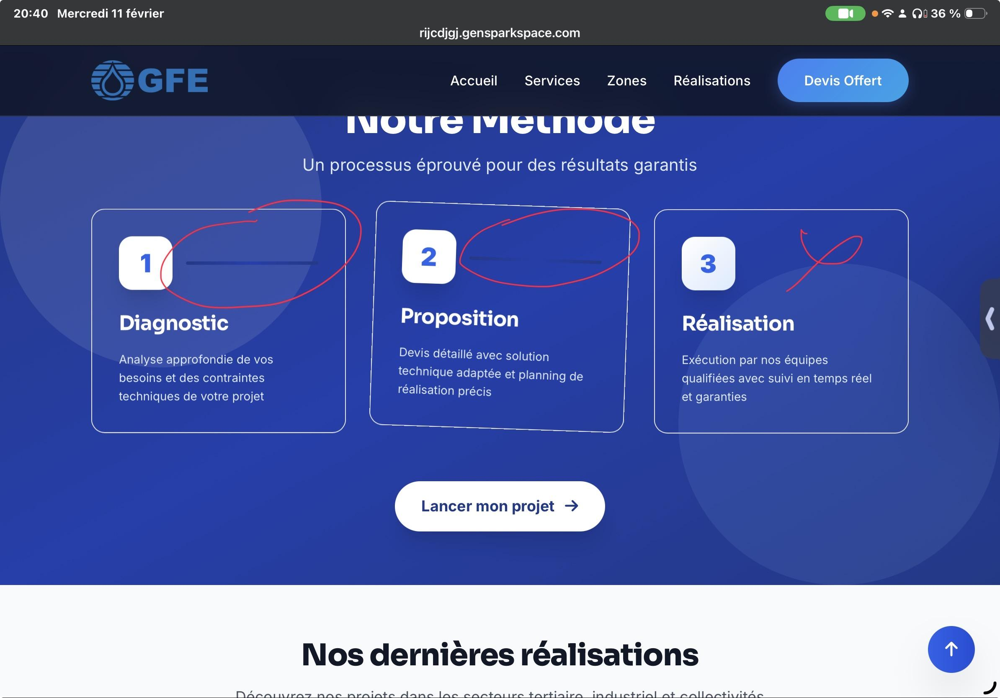 20:40 Mercredi 11 février
36 %
rijcdjgj.gensparkspace.com
GFE
Accueil
Services
Zones
Réalisations
Devis Offert
Notre Méthode
Un processus éprouvé pour des résultats garantis
1
Diagnostic
Analyse approfondie de vos
besoins et des contraintes
techniques de votre projet
2
Proposition
Devis détaillé avec solution
technique adaptée et planning de
réalisation précis
3
Réalisation
Exécution par nos équipes
qualifiées avec suivi en temps réel
et garanties
Lancer mon projet
Nos dernières réalisations
Découvrez nos projets dans les secteurs tertiaire, industriel et collectivités